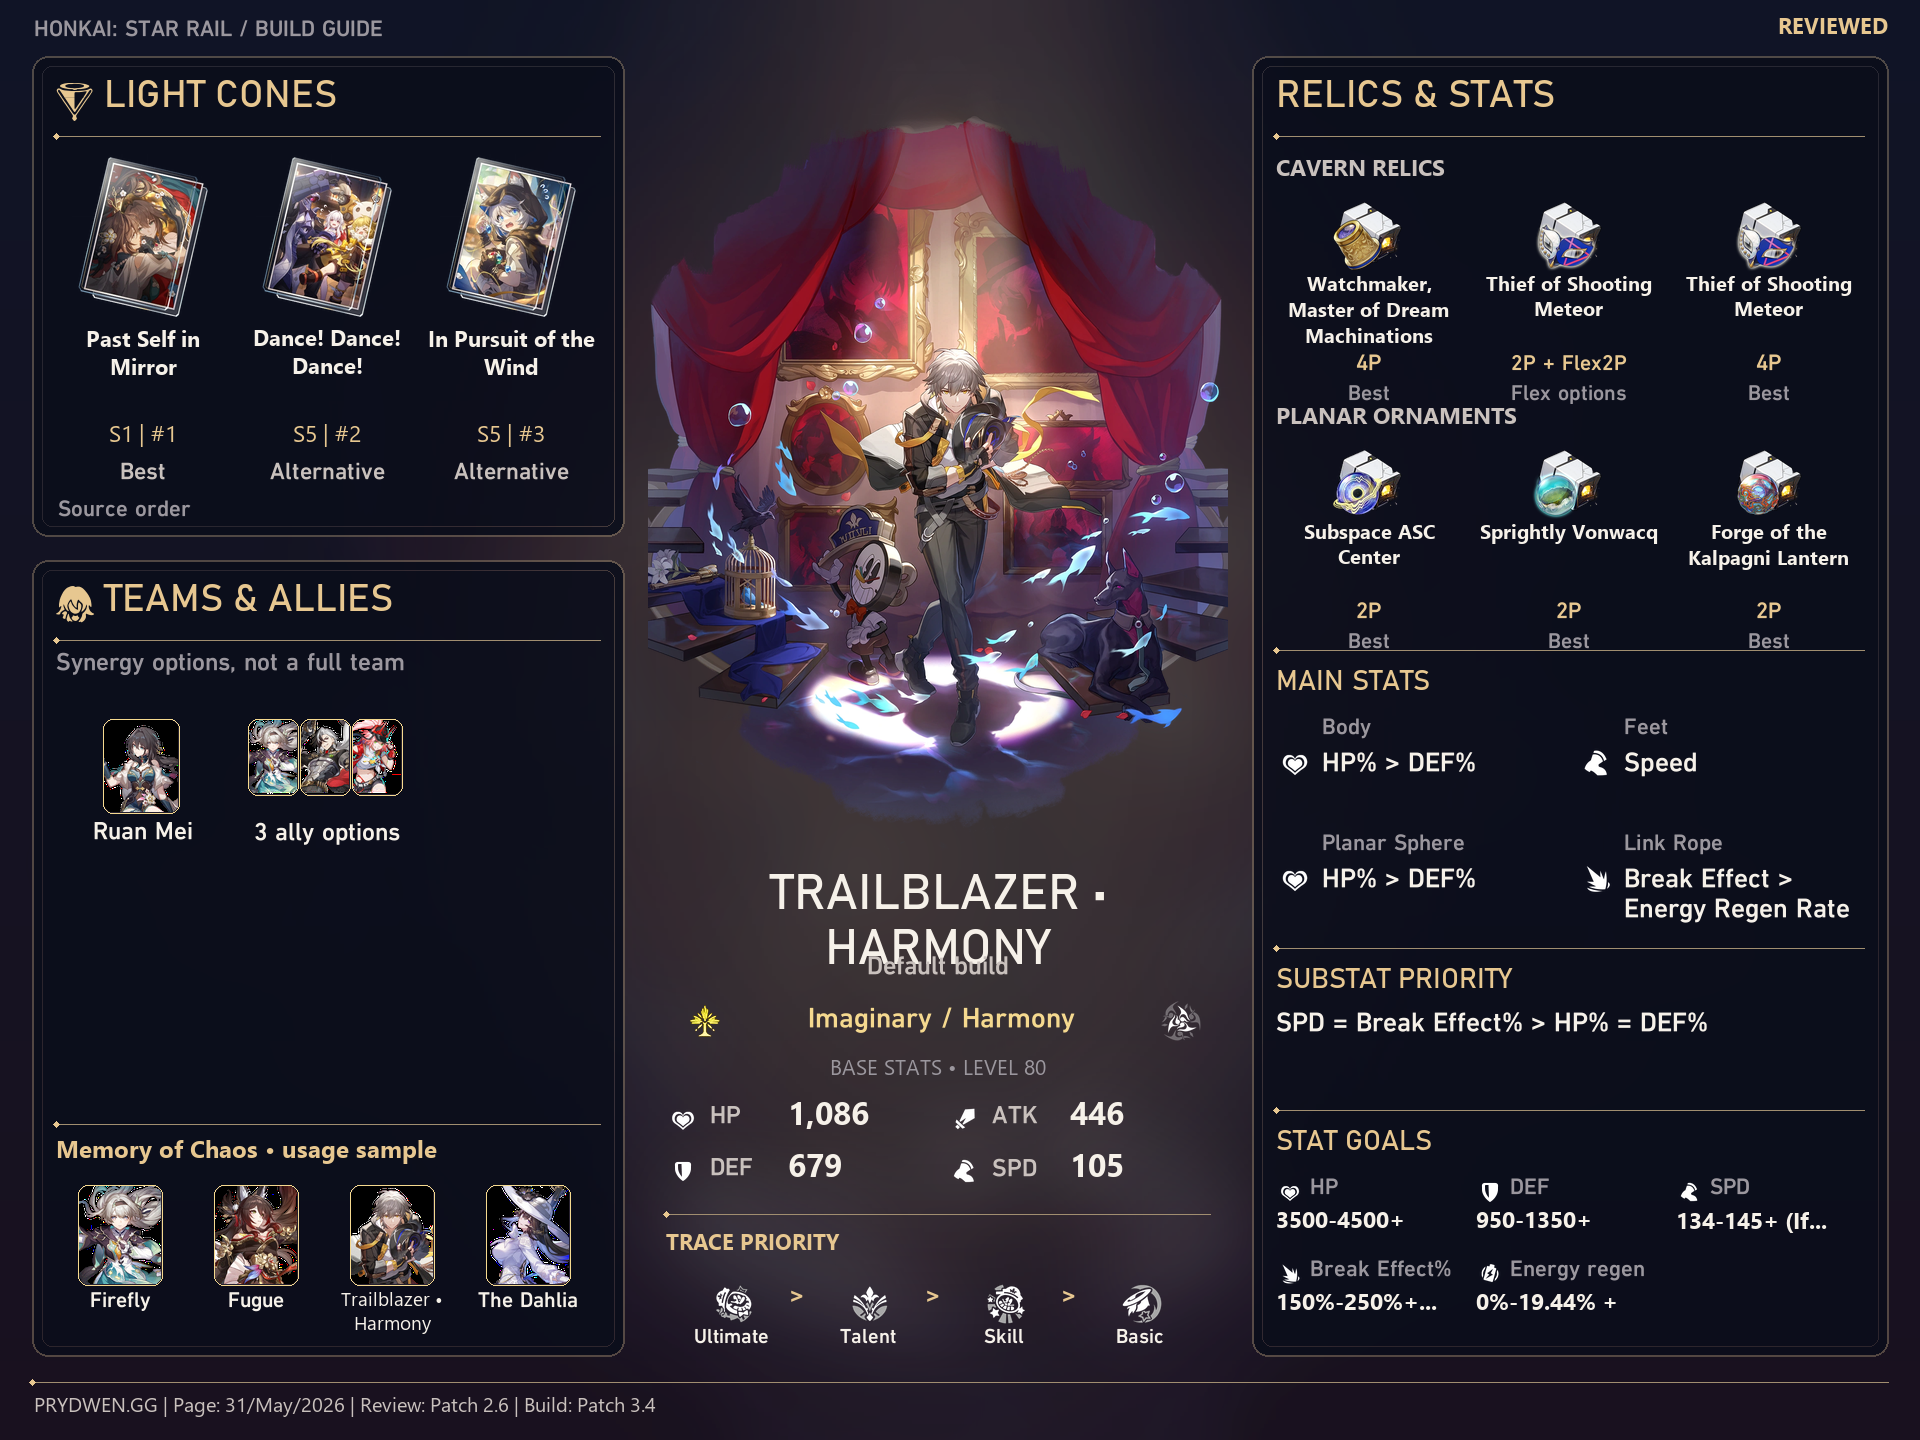 HONKAI: STAR RAIL / BUILD GUIDE
REVIEWED
LIGHT CONES
Past Self in
Mirror
S1 | #1
Best
Dance! Dance!
Dance!
S5 | #2
Alternative
In Pursuit of the
Wind
S5 | #3
Alternative
Source order
TEAMS & ALLIES
Synergy options, not a full team
Ruan Mei
3 ally options
Memory of Chaos • usage sample
Firefly
Fugue
Trailblazer •
Harmony
The Dahlia
TRAILBLAZER •
HARMONY
Default build
Imaginary / Harmony
BASE STATS • LEVEL 80
HP 1,086
ATK 446
DEF 679
SPD 105
TRACE PRIORITY
Ultimate > Talent > Skill > Basic
RELICS & STATS
CAVERN RELICS
Watchmaker,
Master of Dream
Machinations
4P
Best
Thief of Shooting
Meteor
2P + Flex2P
Flex options
Thief of Shooting
Meteor
4P
Best
PLANAR ORNAMENTS
Subspace ASC
Center
2P
Best
Sprightly Vonwacq
2P
Best
Forge of the
Kalpagni Lantern
2P
Best
MAIN STATS
Body
HP% > DEF%
Feet
Speed
Planar Sphere
HP% > DEF%
Link Rope
Break Effect >
Energy Regen Rate
SUBSTAT PRIORITY
SPD = Break Effect% > HP% = DEF%
STAT GOALS
HP
3500-4500+
DEF
950-1350+
SPD
134-145+ (If...
Break Effect%
150%-250%+...
Energy regen
0%-19.44% +
PRYDWEN.GG | Page: 31/May/2026 | Review: Patch 2.6 | Build: Patch 3.4